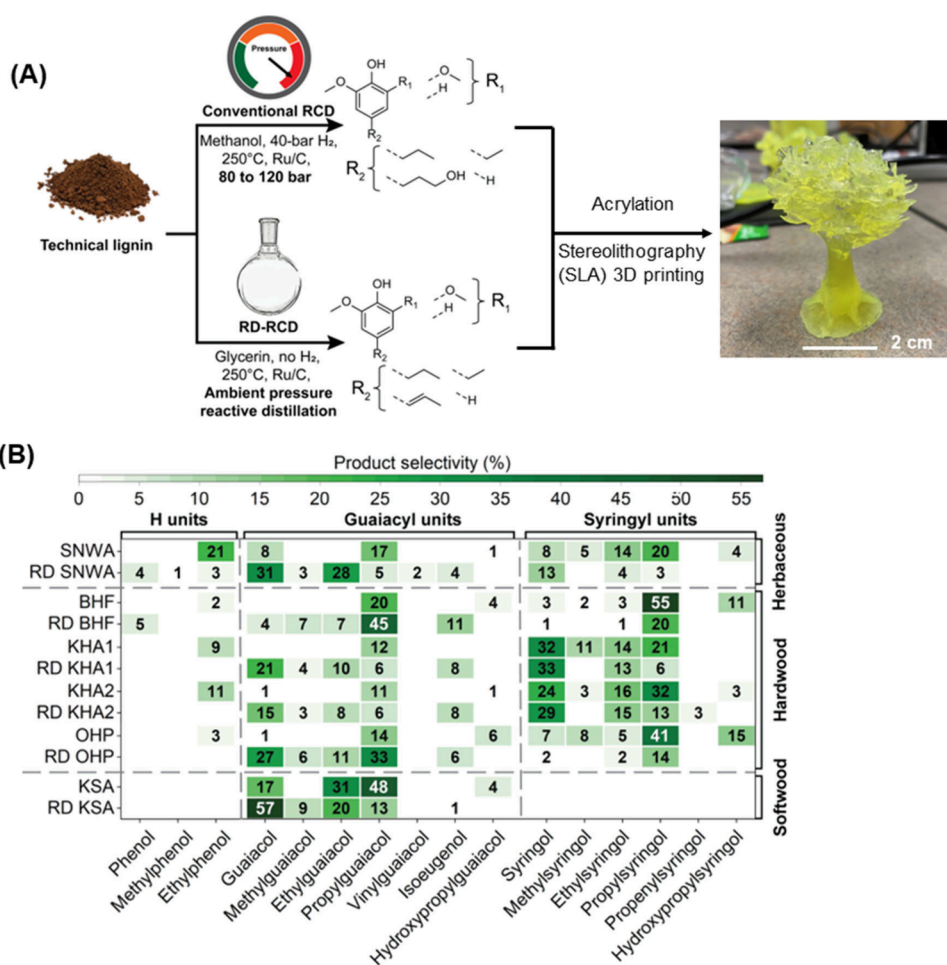 (A)
Pressure
Conventional RCD
Methanol, 40-bar H₂,
250°C, Ru/C,
80 to 120 bar
Technical lignin
RD-RCD
Glycerin, no H₂,
250°C, Ru/C,
Ambient pressure
reactive distillation
OH
O
R₁
R₂
O
H
R₁
R₂
OH
H
OH
O
R₁
R₂
O
H
R₁
R₂
H
Acrylation
Stereolithography
(SLA) 3D printing
2 cm
(B)
Product selectivity (%)
0 5 10 15 20 25 30 35 40 45 50 55
H units Guaiacyl units Syringyl units
SNWA 21 8 17 1 8 5 14 20 4
RD SNWA 4 1 3 31 3 28 5 2 4 13 4 3
BHF 2 20 4 3 2 3 55 11
RD BHF 5 4 7 7 45 11 1 1 20
KHA1 9 12 32 11 14 21
RD KHA1 21 4 10 6 8 33 13 6
KHA2 11 1 11 1 24 3 16 32 3
RD KHA2 15 3 8 6 8 29 15 13 3
OHP 3 1 14 6 7 8 5 41 15
RD OHP 27 6 11 33 6 2 2 14
KSA 17 31 48 4
RD KSA 57 9 20 13 1
Herbaceous
Hardwood
Softwood
Phenol
Methylphenol
Ethylphenol
Guaiacol
Methylguaiacol
Ethylguaiacol
Propylguaiacol
Vinylguaiacol
Isoeugenol
Hydroxypropylguaiacol
Syringol
Methylsyringol
Ethylsyringol
Propylsyringol
Propenylsyringol
Hydroxypropylsyringol